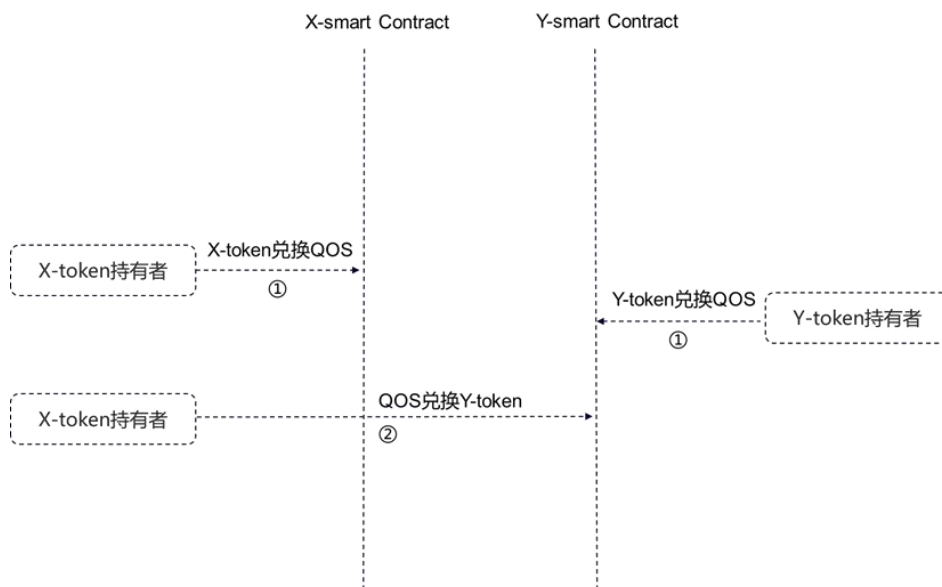 X-smart Contract
Y-smart Contract
X-token兑换QOS
X-token持有者
①
Y-token兑换QOS
Y-token持有者
①
QOS兑换Y-token
X-token持有者
②